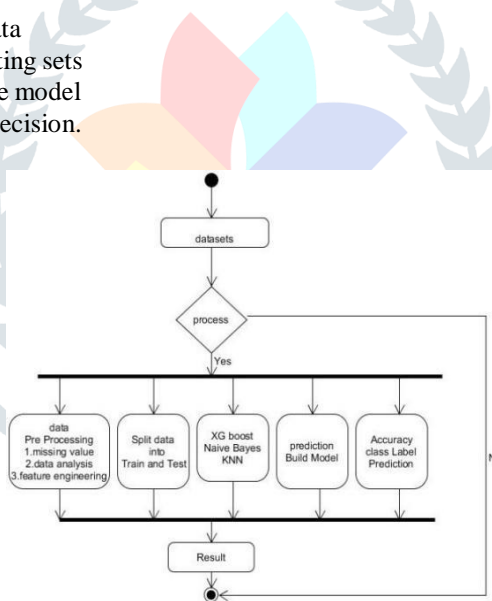 ata
ting sets
e model
ecision.
datasets
process
Yes
data
Pre Processing
1.missing value
2.data analysis
3.feature engineering
Split data
into
Train and Test
XG boost
Naive Bayes
KNN
prediction
Build Model
Accuracy
class Label
Prediction
Result